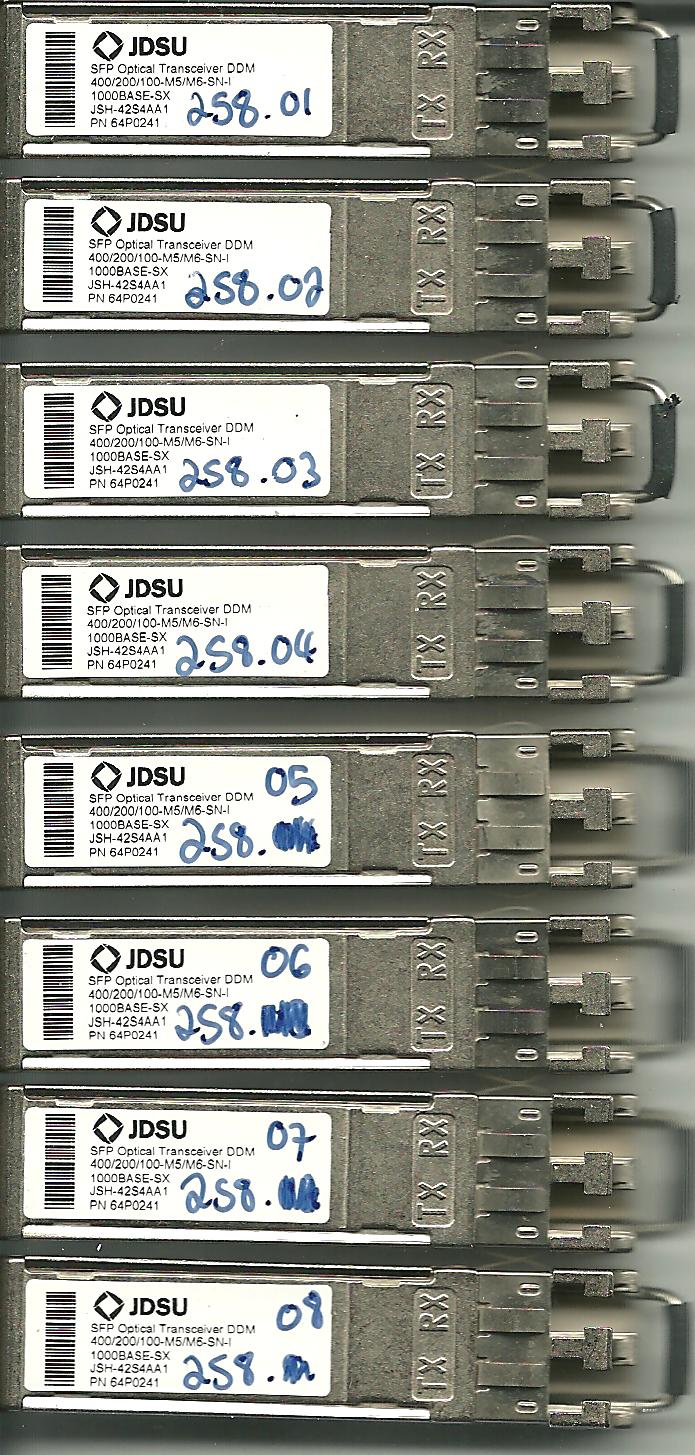 JDSU
SFP Optical Transceiver DDM
400/200/100-M5/M6-SN-I
1000BASE-SX
JSH-42S4AA1
PN 64P0241
258.01
TX RX
JDSU
SFP Optical Transceiver DDM
400/200/100-M5/M6-SN-I
1000BASE-SX
JSH-42S4AA1
PN 64P0241
258.02
TX RX
JDSU
SFP Optical Transceiver DDM
400/200/100-M5/M6-SN-I
1000BASE-SX
JSH-42S4AA1
PN 64P0241
258.03
TX RX
JDSU
SFP Optical Transceiver DDM
400/200/100-M5/M6-SN-I
1000BASE-SX
JSH-42S4AA1
PN 64P0241
258.04
TX RX
JDSU
05
SFP Optical Transceiver DDM
400/200/100-M5/M6-SN-I
1000BASE-SX
JSH-42S4AA1
PN 64P0241
258.
TX RX
JDSU
06
SFP Optical Transceiver DDM
400/200/100-M5/M6-SN-I
1000BASE-SX
JSH-42S4AA1
PN 64P0241
258.
TX RX
JDSU
07
SFP Optical Transceiver DDM
400/200/100-M5/M6-SN-I
1000BASE-SX
JSH-42S4AA1
PN 64P0241
258.
TX RX
JDSU
08
SFP Optical Transceiver DDM
400/200/100-M5/M6-SN-I
1000BASE-SX
JSH-42S4AA1
PN 64P0241
258.
TX RX